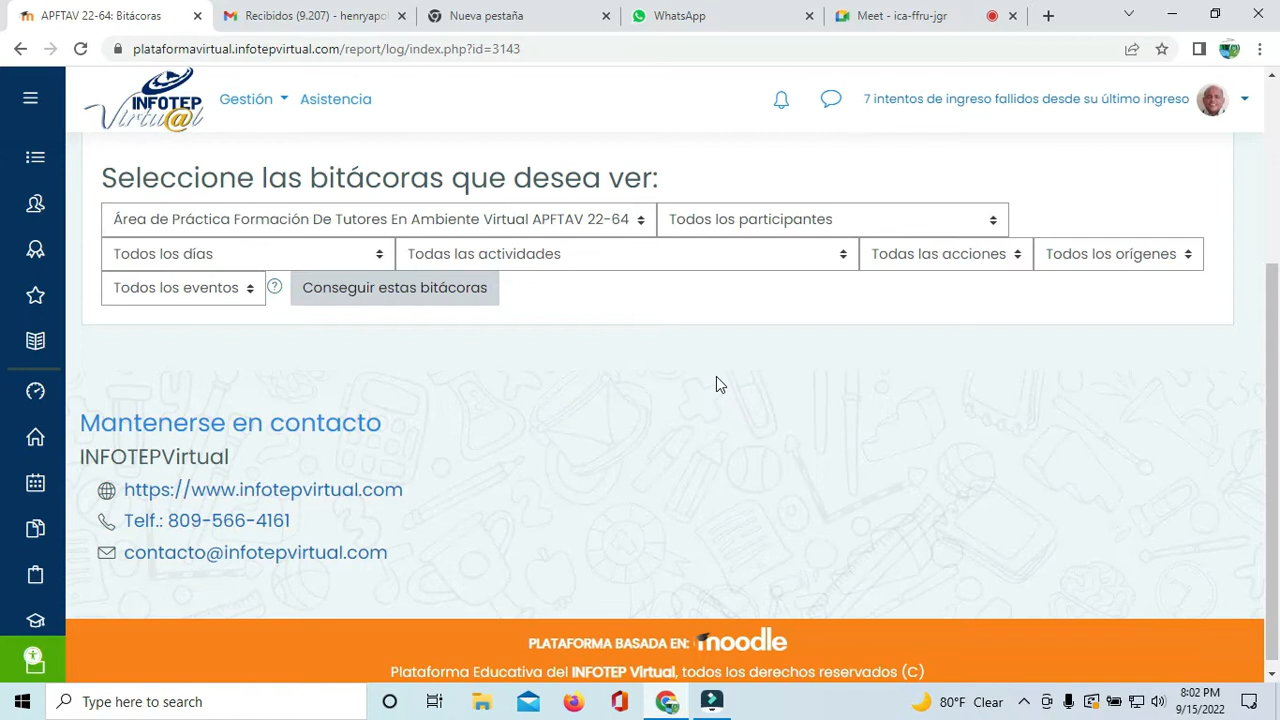 APFTAV 22-64: Bitácoras
Recibidos (9.207) - henryapol
Nueva pestaña
WhatsApp
Meet - ica-ffru-jgr
plataformavirtual.infotepvirtual.com/report/log/index.php?id=3143
INFOTEP
Virtu@l
Gestión
Asistencia
7 intentos de ingreso fallidos desde su último ingreso
Seleccione las bitácoras que desea ver:
Área de Práctica Formación De Tutores En Ambiente Virtual APFTAV 22-64
Todos los participantes
Todos los días
Todas las actividades
Todas las acciones
Todos los orígenes
Todos los eventos
?
Conseguir estas bitácoras
Mantenerse en contacto
INFOTEPVirtual
https://www.infotepvirtual.com
Telf.: 809-566-4161
contacto@infotepvirtual.com
PLATAFORMA BASADA EN: moodle
Plataforma Educativa del INFOTEP Virtual, todos los derechos reservados (C)
Type here to search
80°F Clear
8:02 PM
9/15/2022